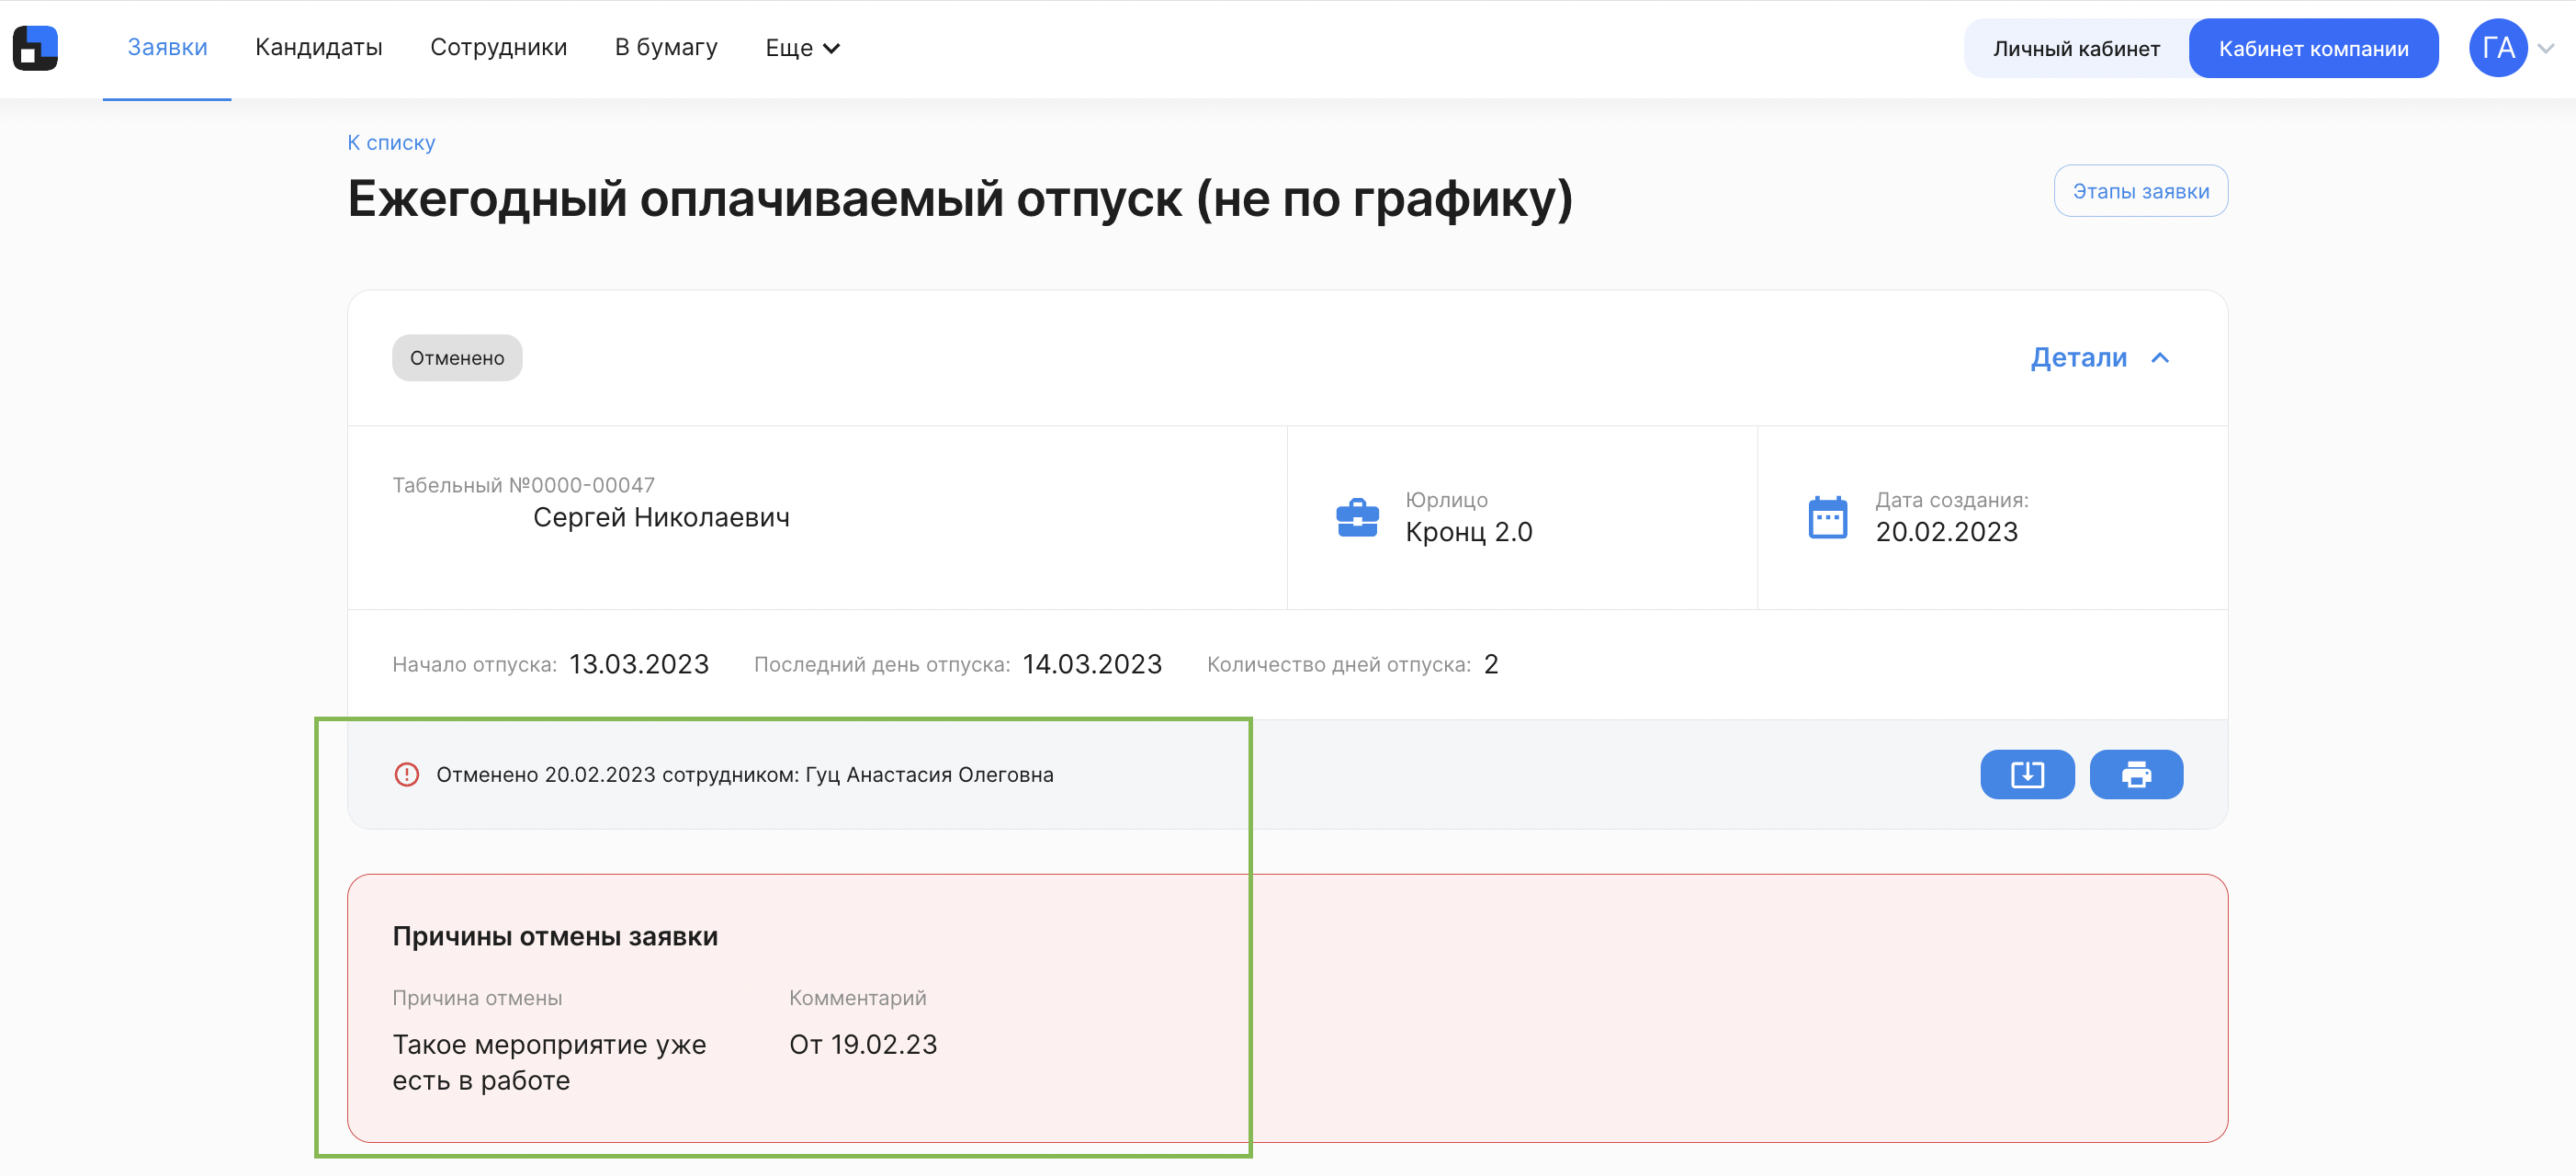 Заявки Кандидаты Сотрудники В бумагу Еще Личный кабинет Кабинет компании ГА
К списку
Ежегодный оплачиваемый отпуск (не по графику)
Этапы заявки
Отменено
Детали
Табельный №0000-00047
Сергей Николаевич
Юрлицо
Кронц 2.0
Дата создания:
20.02.2023
Начало отпуска: 13.03.2023 Последний день отпуска: 14.03.2023 Количество дней отпуска: 2
Отменено 20.02.2023 сотрудником: Гуц Анастасия Олеговна
Причины отмены заявки
Причина отмены
Такое мероприятие уже
есть в работе
Комментарий
От 19.02.23